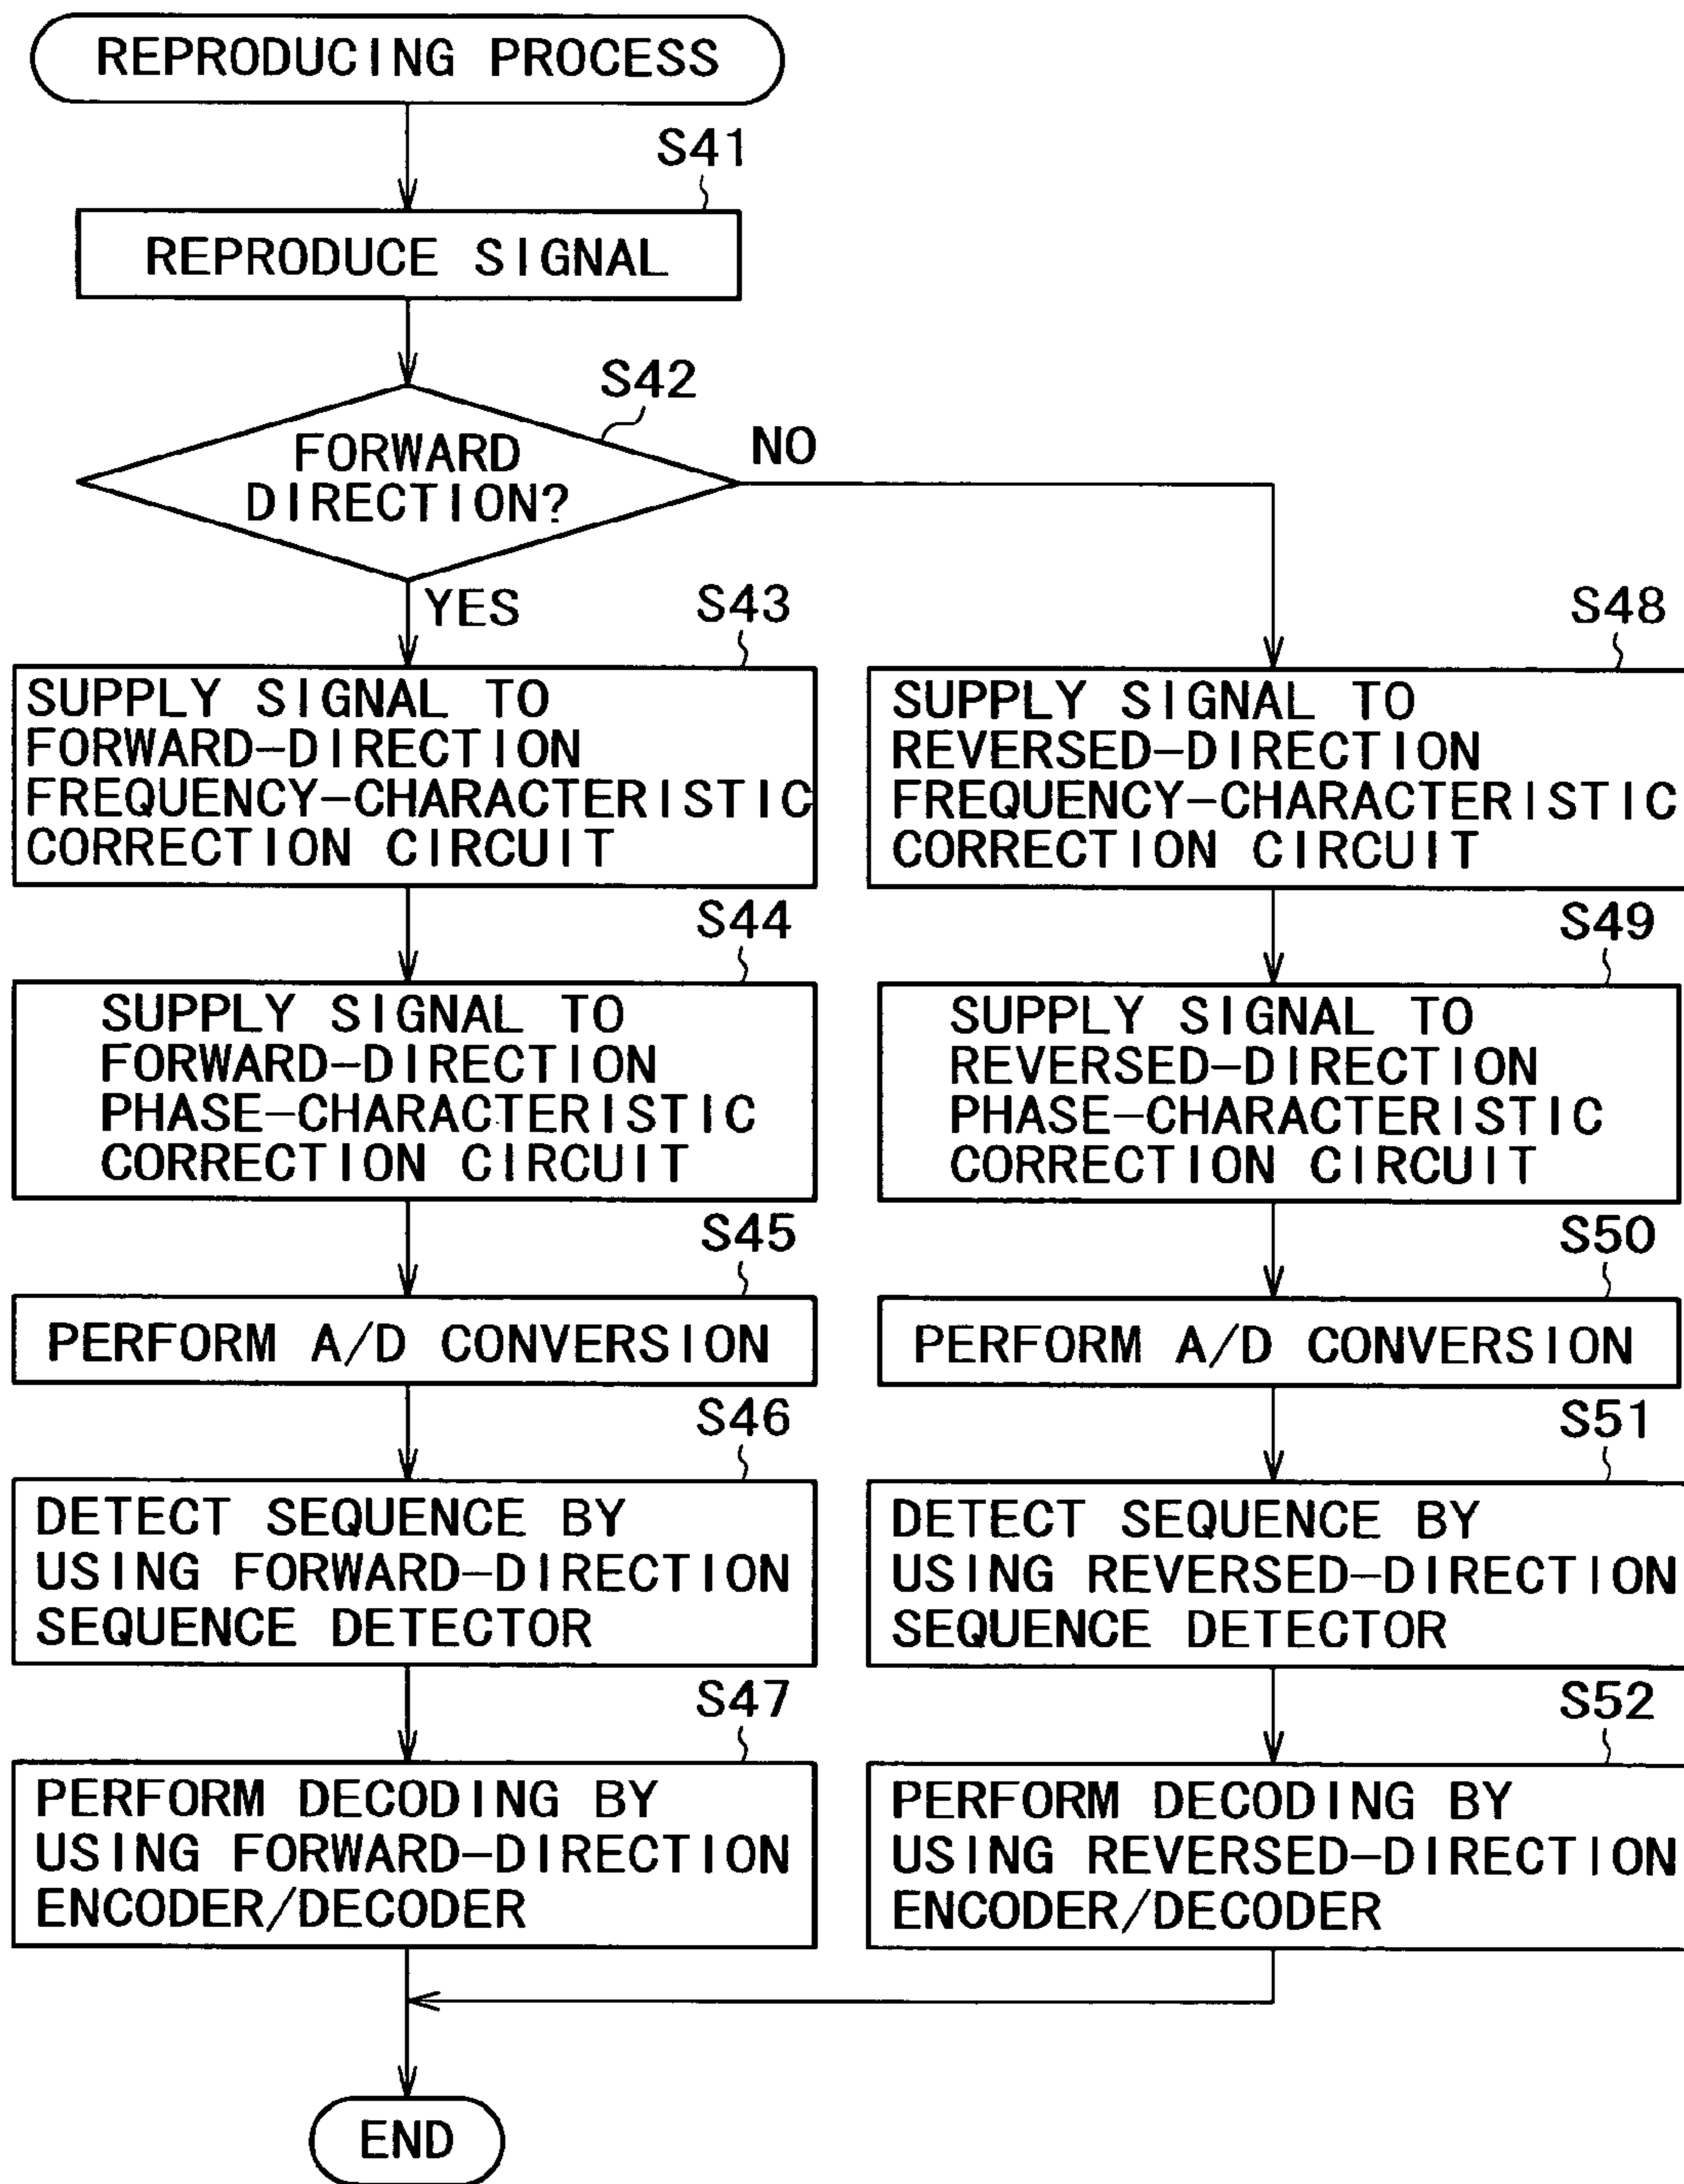 REPRODUCING PROCESS
S41
REPRODUCE SIGNAL
S42
FORWARD
DIRECTION?
NO
YES
S43
SUPPLY SIGNAL TO
FORWARD-DIRECTION
FREQUENCY-CHARACTERISTIC
CORRECTION CIRCUIT
S44
SUPPLY SIGNAL TO
FORWARD-DIRECTION
PHASE-CHARACTERISTIC
CORRECTION CIRCUIT
S45
PERFORM A/D CONVERSION
S46
DETECT SEQUENCE BY
USING FORWARD-DIRECTION
SEQUENCE DETECTOR
S47
PERFORM DECODING BY
USING FORWARD-DIRECTION
ENCODER/DECODER
S48
SUPPLY SIGNAL TO
REVERSED-DIRECTION
FREQUENCY-CHARACTERISTIC
CORRECTION CIRCUIT
S49
SUPPLY SIGNAL TO
REVERSED-DIRECTION
PHASE-CHARACTERISTIC
CORRECTION CIRCUIT
S50
PERFORM A/D CONVERSION
S51
DETECT SEQUENCE BY
USING REVERSED-DIRECTION
SEQUENCE DETECTOR
S52
PERFORM DECODING BY
USING REVERSED-DIRECTION
ENCODER/DECODER
END